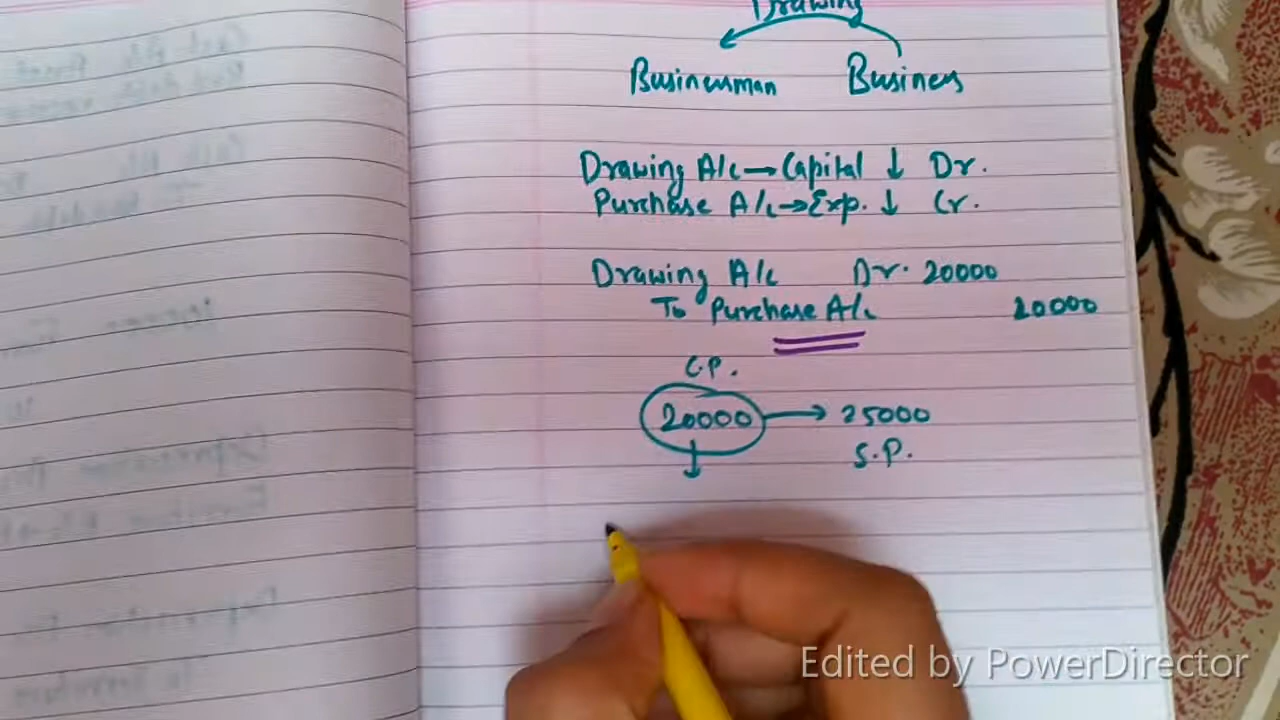 Drawing
Businesman Business
Drawing A/c → Capital ↓ Dr.
Purchase A/c → Exp. ↓ Cr.
Drawing A/c Dr. 20000
To Purchase A/c 20000
C.P.
20000 → 25000
↓ S.P.
Edited by PowerDirector